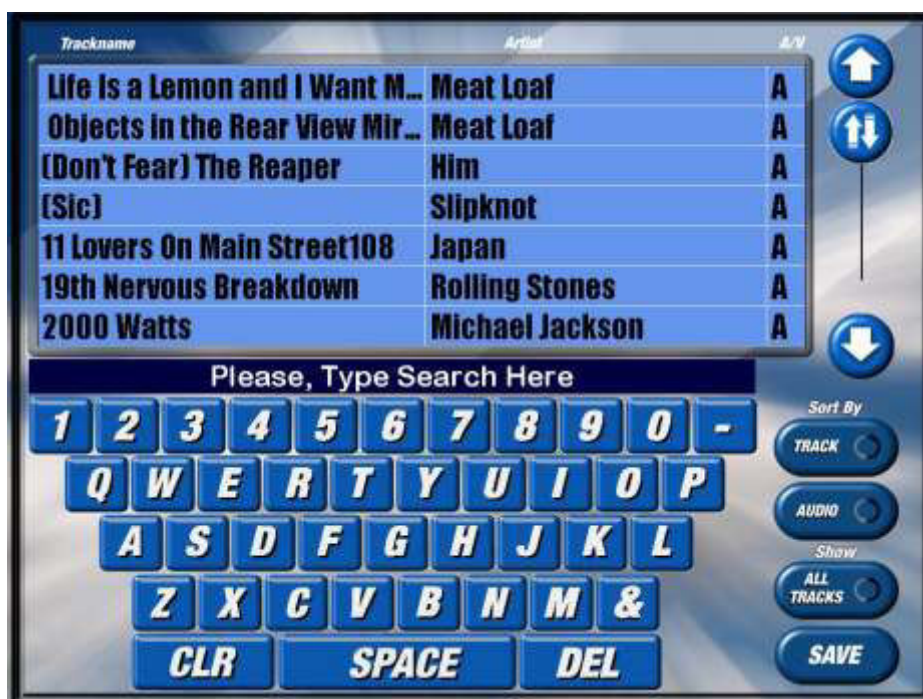 Trackname Artist A/V
Life Is a Lemon and I Want M... Meat Loaf A
Objects in the Rear View Mir... Meat Loaf A
(Don't Fear) The Reaper Him A
(Sic) Slipknot A
11 Lovers On Main Street108 Japan A
19th Nervous Breakdown Rolling Stones A
2000 Watts Michael Jackson A
Please, Type Search Here
1 2 3 4 5 6 7 8 9 0 -
Q W E R T Y U I O P
A S D F G H J K L
Z X C V B N M &
CLR SPACE DEL
Sort By
TRACK
AUDIO
Show
ALL
TRACKS
SAVE